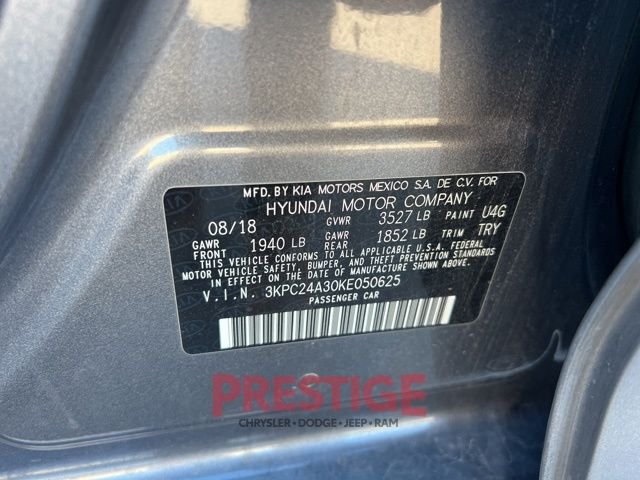 MFD. BY KIA MOTORS MEXICO S.A. DE C.V. FOR
HYUNDAI MOTOR COMPANY
08/18 GVWR 3527 LB PAINT U4G
GAWR FRONT 1940 LB GAWR REAR 1852 LB TRIM TRY
THIS VEHICLE CONFORMS TO ALL APPLICABLE U.S.A. FEDERAL
MOTOR VEHICLE SAFETY, BUMPER, AND THEFT PREVENTION STANDARDS
IN EFFECT ON THE DATE OF MANUFACTURE SHOWN ABOVE.
V.I.N. 3KPC24A30KE050625
PASSENGER CAR
PRESTIGE
CHRYSLER • DODGE • JEEP • RAM